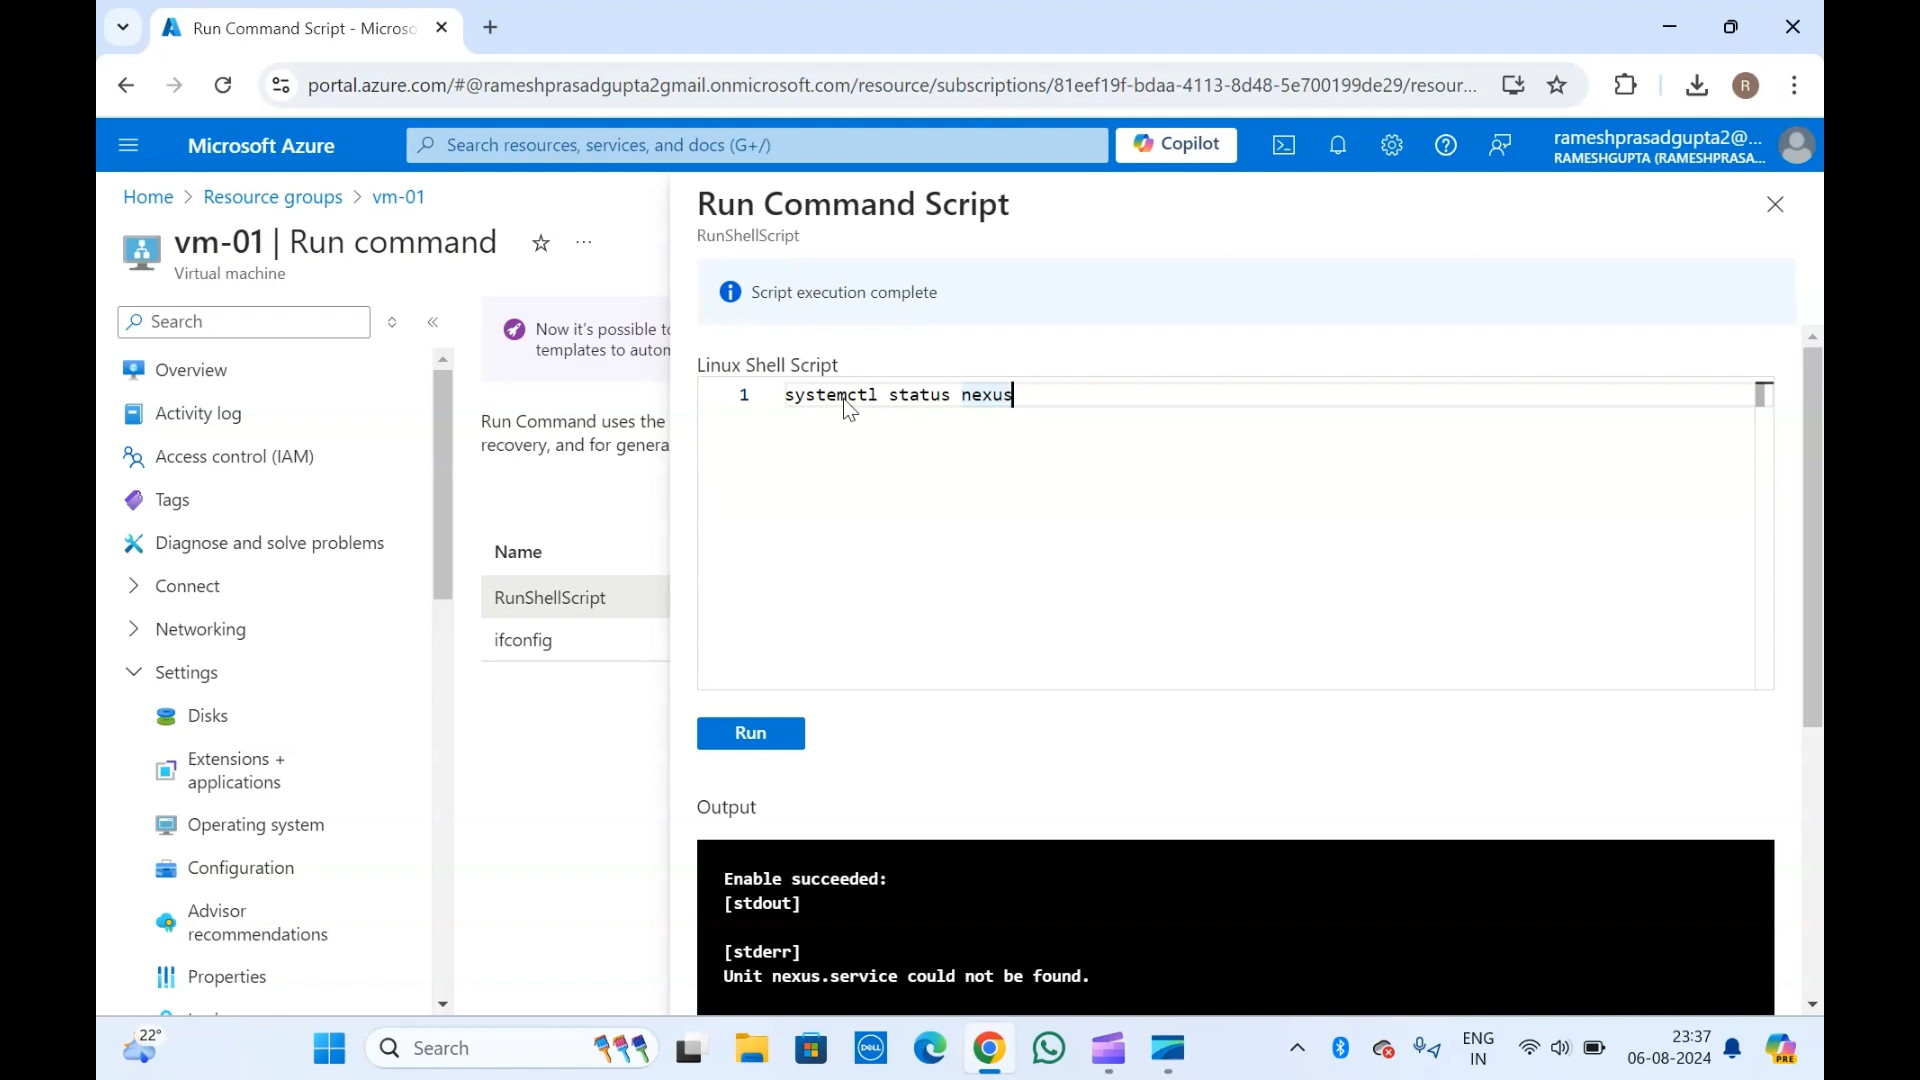 Run Command Script - Microso
portal.azure.com/#@rameshprasadgupta2gmail.onmicrosoft.com/resource/subscriptions/81eef19f-bdaa-4113-8d48-5e700199de29/resour...
R
Microsoft Azure
Search resources, services, and docs (G+/)
Copilot
rameshprasadgupta2@...
RAMESHGUPTA (RAMESHPRASA...
Home > Resource groups > vm-01
vm-01 | Run command
Virtual machine
Search
Overview
Activity log
Access control (IAM)
Tags
Diagnose and solve problems
Connect
Networking
Settings
Disks
Extensions +
applications
Operating system
Configuration
Advisor
recommendations
Properties
Now it's possible to
templates to autom
Run Command uses the
recovery, and for genera
Name
RunShellScript
ifconfig
Run Command Script
RunShellScript
Script execution complete
Linux Shell Script
1 systemctl status nexus
Run
Output
Enable succeeded:
[stdout]
[stderr]
Unit nexus.service could not be found.
22°
Search
DELL
ENG
IN
23:37
06-08-2024
PRE